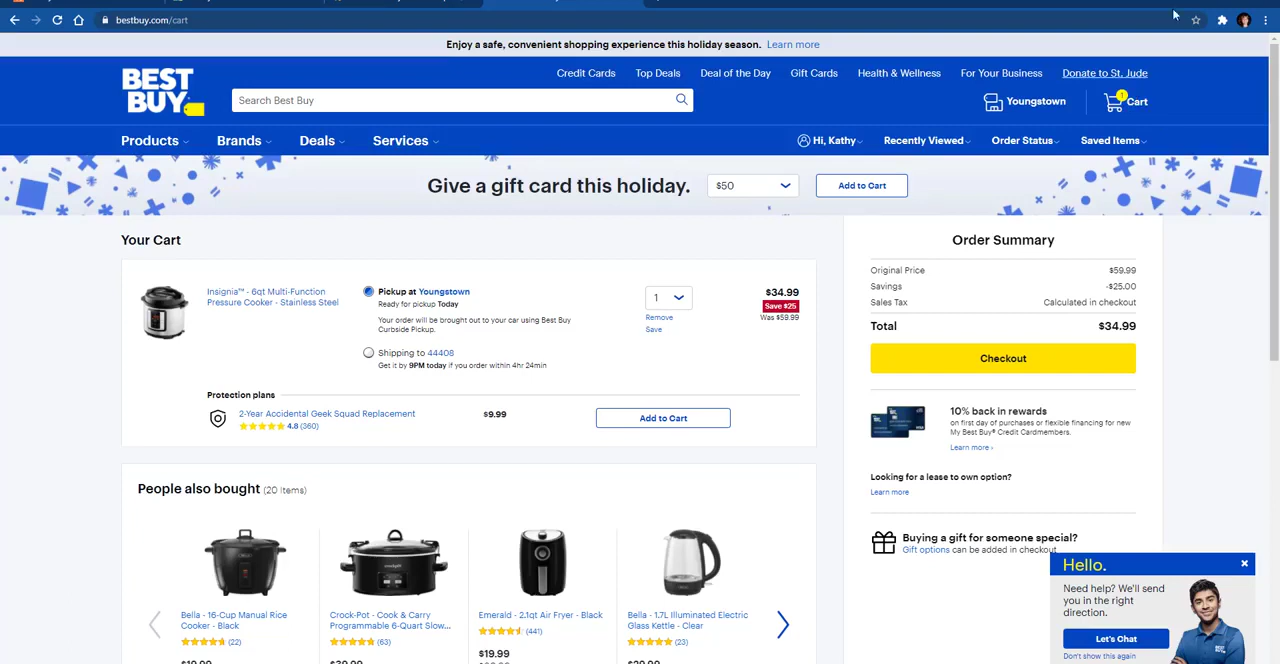 bestbuy.com/cart
Enjoy a safe, convenient shopping experience this holiday season. Learn more
Credit Cards Top Deals Deal of the Day Gift Cards Health & Wellness For Your Business Donate to St. Jude
BEST
BUY
Search Best Buy
Youngstown
1
Cart
Products Brands Deals Services
Hi, Kathy Recently Viewed Order Status Saved Items
Give a gift card this holiday. $50 Add to Cart
Your Cart
Insignia™ - 6qt Multi-Function
Pressure Cooker - Stainless Steel
Pickup at Youngstown
Ready for pickup Today
Your order will be brought out to your car using Best Buy
Curbside Pickup.
Shipping to 44408
Get it by 9PM today if you order within 4hr 24min
1
Remove
Save
$34.99
Save $25
Was $59.99
Protection plans
2-Year Accidental Geek Squad Replacement
4.8 (360)
$9.99
Add to Cart
Order Summary
Original Price $59.99
Savings -$25.00
Sales Tax Calculated in checkout
Total $34.99
Checkout
10% back in rewards
on first day of purchases or flexible financing for new
My Best Buy® Credit Cardmembers.
Learn more ›
Looking for a lease to own option?
Learn more
Buying a gift for someone special?
Gift options can be added in checkout
People also bought (20 Items)
Bella - 16-Cup Manual Rice
Cooker - Black
(22)
Crock-Pot - Cook & Carry
Programmable 6-Quart Slow...
(63)
Emerald - 2.1qt Air Fryer - Black
(441)
$19.99
Bella - 1.7L Illuminated Electric
Glass Kettle - Clear
(23)
Hello.
Need help? We'll send
you in the right
direction.
Let's Chat
Don't show this again